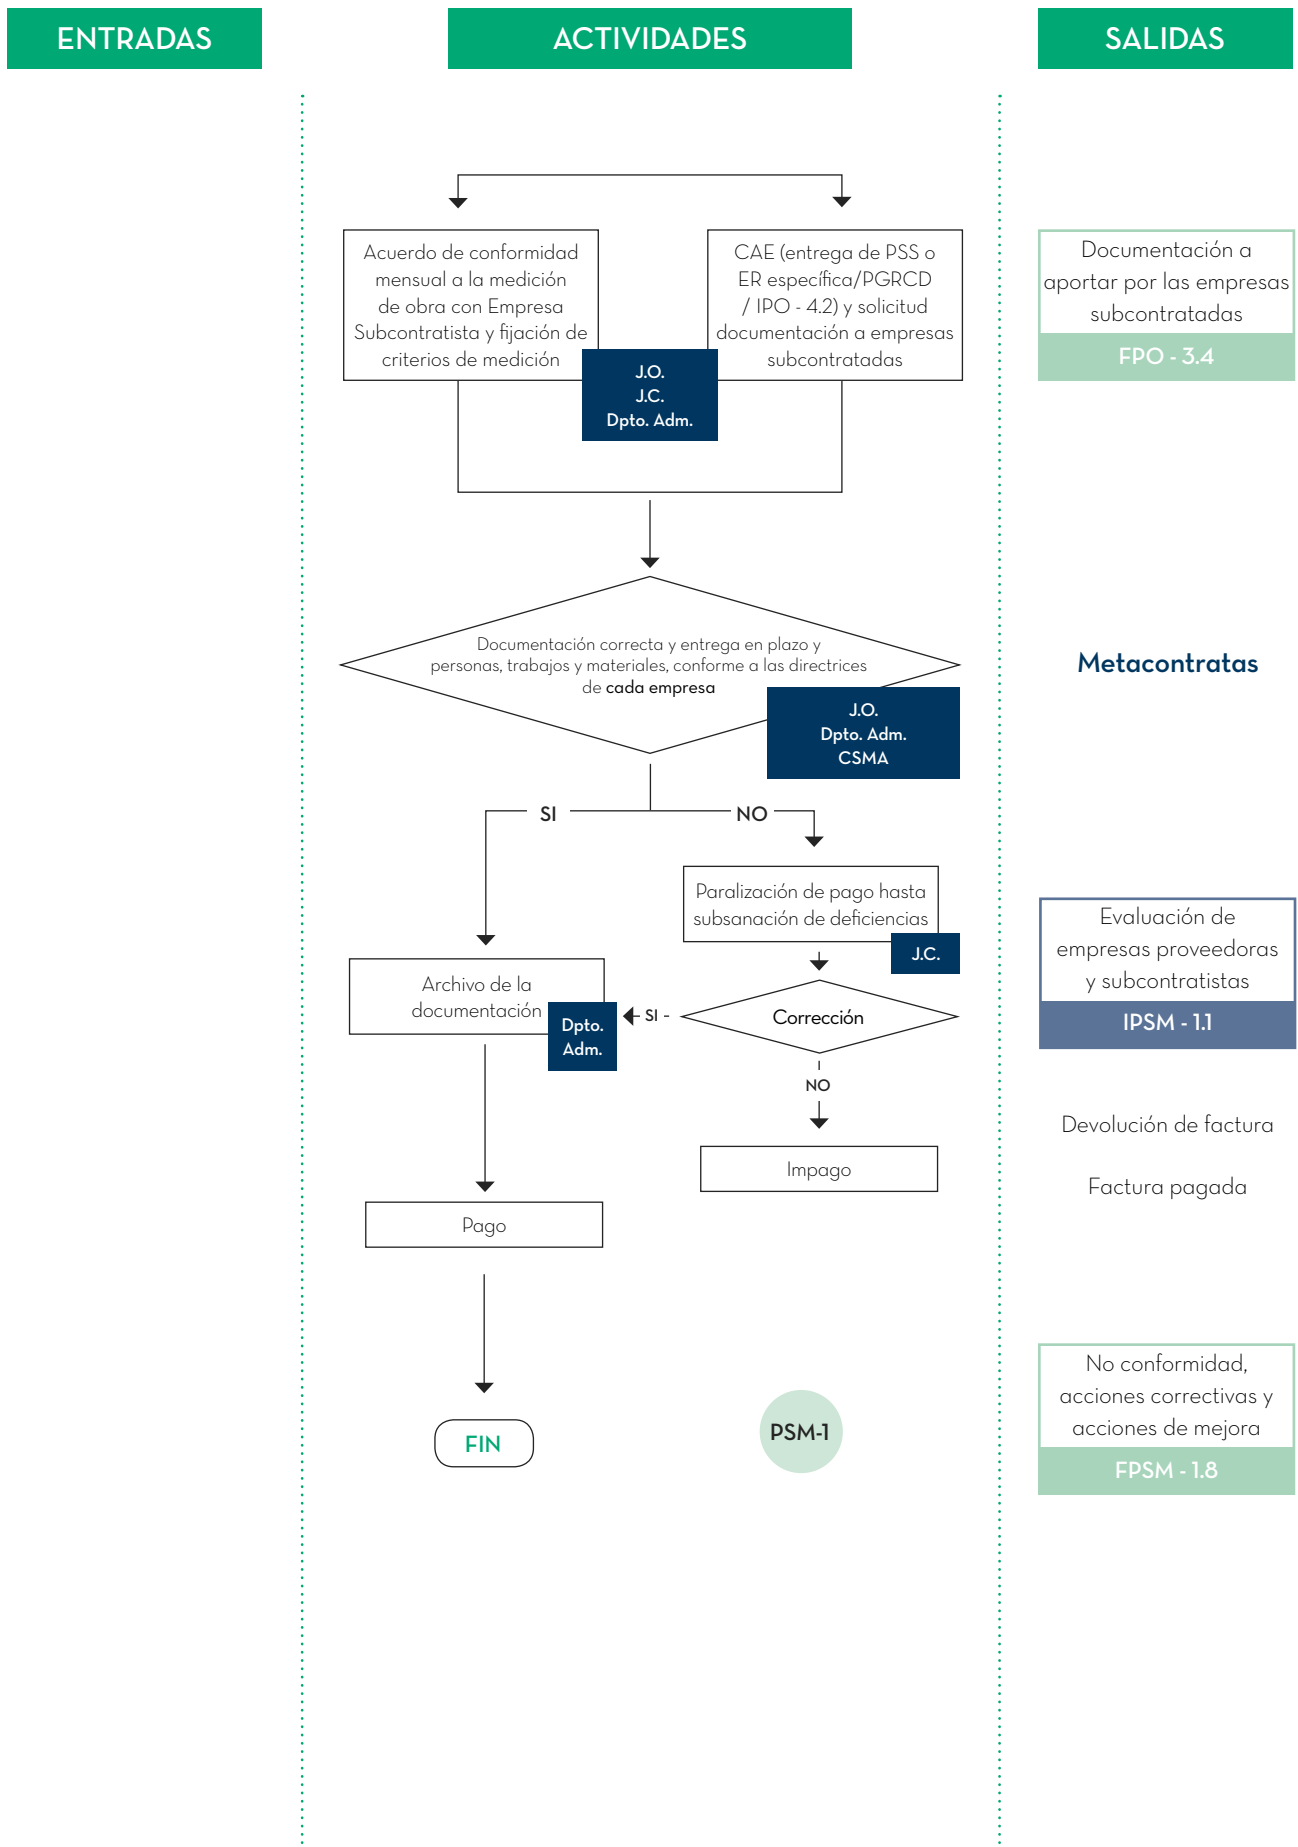 ENTRADAS
ACTIVIDADES
SALIDAS
Acuerdo de conformidad
mensual a la medición
de obra con Empresa
Subcontratista y fijación de
criterios de medición
CAE (entrega de PSS o
ER específica/PGRCD
/ IPO - 4.2) y solicitud
documentación a empresas
subcontratadas
J.O.
J.C.
Dpto. Adm.
Documentación a
aportar por las empresas
subcontratadas
FPO - 3.4
Documentación correcta y entrega en plazo y
personas, trabajos y materiales, conforme a las directrices
de cada empresa
J.O.
Dpto. Adm.
CSMA
Metacontratas
SI
NO
Paralización de pago hasta
subsanación de deficiencias
J.C.
Evaluación de
empresas proveedoras
y subcontratistas
IPSM - 1.1
Archivo de la
documentación
Dpto.
Adm.
SI
Corrección
NO
Impago
Devolución de factura
Factura pagada
Pago
No conformidad,
acciones correctivas y
acciones de mejora
FPSM - 1.8
FIN
PSM-1